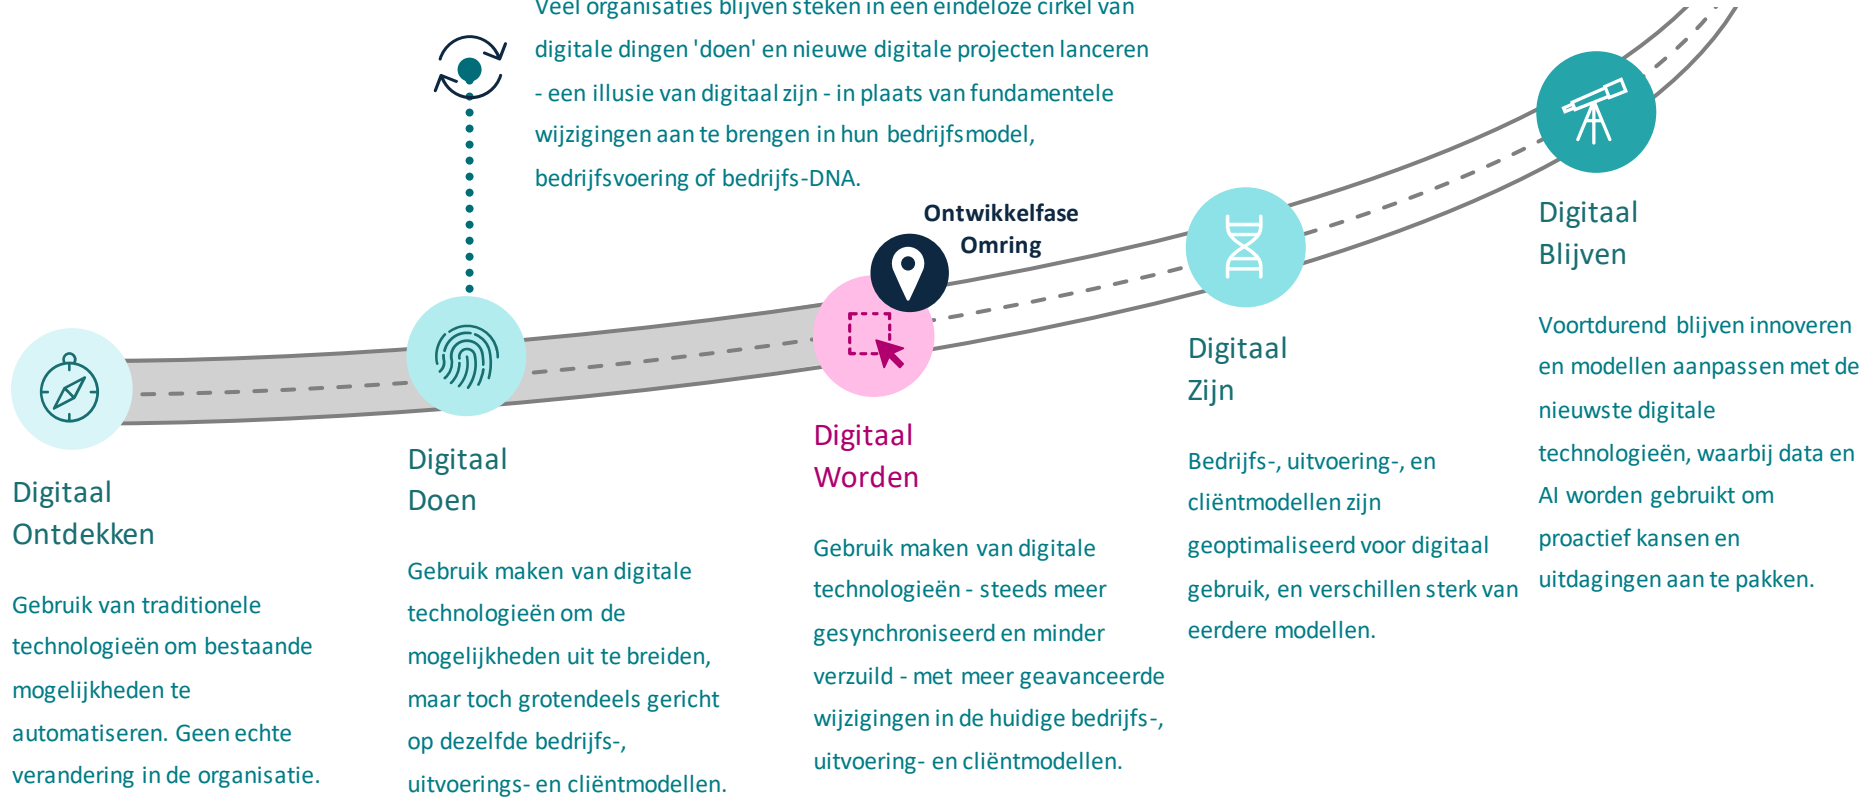 Veel organisaties blijven steken in een eindeloze cirkel van
digitale dingen 'doen' en nieuwe digitale projecten lanceren
- een illusie van digitaal zijn - in plaats van fundamentele
wijzigingen aan te brengen in hun bedrijfsmodel,
bedrijfsvoering of bedrijfs-DNA.
Ontwikkelfase
Omring
Digitaal
Ontdekken
Gebruik van traditionele
technologieën om bestaande
mogelijkheden te
automatiseren. Geen echte
verandering in de organisatie.
Digitaal
Doen
Gebruik maken van digitale
technologieën om de
mogelijkheden uit te breiden,
maar toch grotendeels gericht
op dezelfde bedrijfs-,
uitvoerings- en cliëntmodellen.
Digitaal
Worden
Gebruik maken van digitale
technologieën - steeds meer
gesynchroniseerd en minder
verzuild - met meer geavanceerde
wijzigingen in de huidige bedrijfs-,
uitvoering- en cliëntmodellen.
Digitaal
Zijn
Bedrijfs-, uitvoering-, en
cliëntmodellen zijn
geoptimaliseerd voor digitaal
gebruik, en verschillen sterk van
eerdere modellen.
Digitaal
Blijven
Voortdurend blijven innoveren
en modellen aanpassen met de
nieuwste digitale
technologieën, waarbij data en
AI worden gebruikt om
proactief kansen en
uitdagingen aan te pakken.